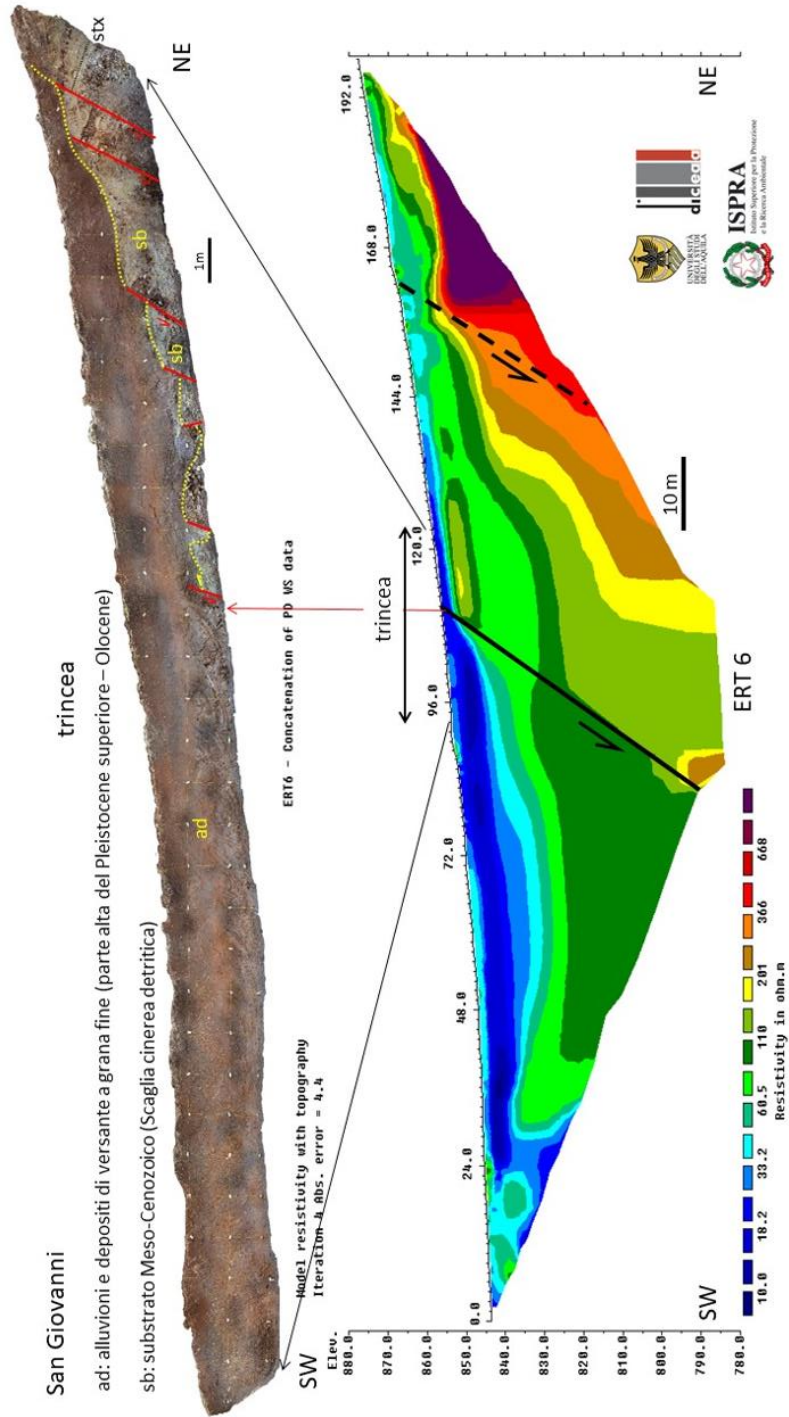 San Giovanni
trincea
ad: alluvioni e depositi di versante a grana fine (parte alta del Pleistocene superiore – Olocene)
sb: substrato Meso-Cenozoico (Scaglia cinerea detritica)
stx
NE
sb
sb
ad
1m
SW
ERT6 - Concatenation of PD WS data
Model resistivity with topography
Iteration 4 Abs. error = 4.4
Elev.
880.0
870.0
860.0
850.0
840.0
830.0
820.0
810.0
800.0
790.0
780.0
trincea
0.0
24.0
48.0
72.0
96.0
120.0
144.0
168.0
192.0
SW
ERT 6
NE
10 m
10.0 18.2 33.2 60.5 110 201 366 668
Resistivity in ohm.m
UNIVERSITÀ
DEGLI STUDI
DELL'AQUILA
diceaa
ISPRA
Istituto Superiore per la Protezione
e la Ricerca Ambientale